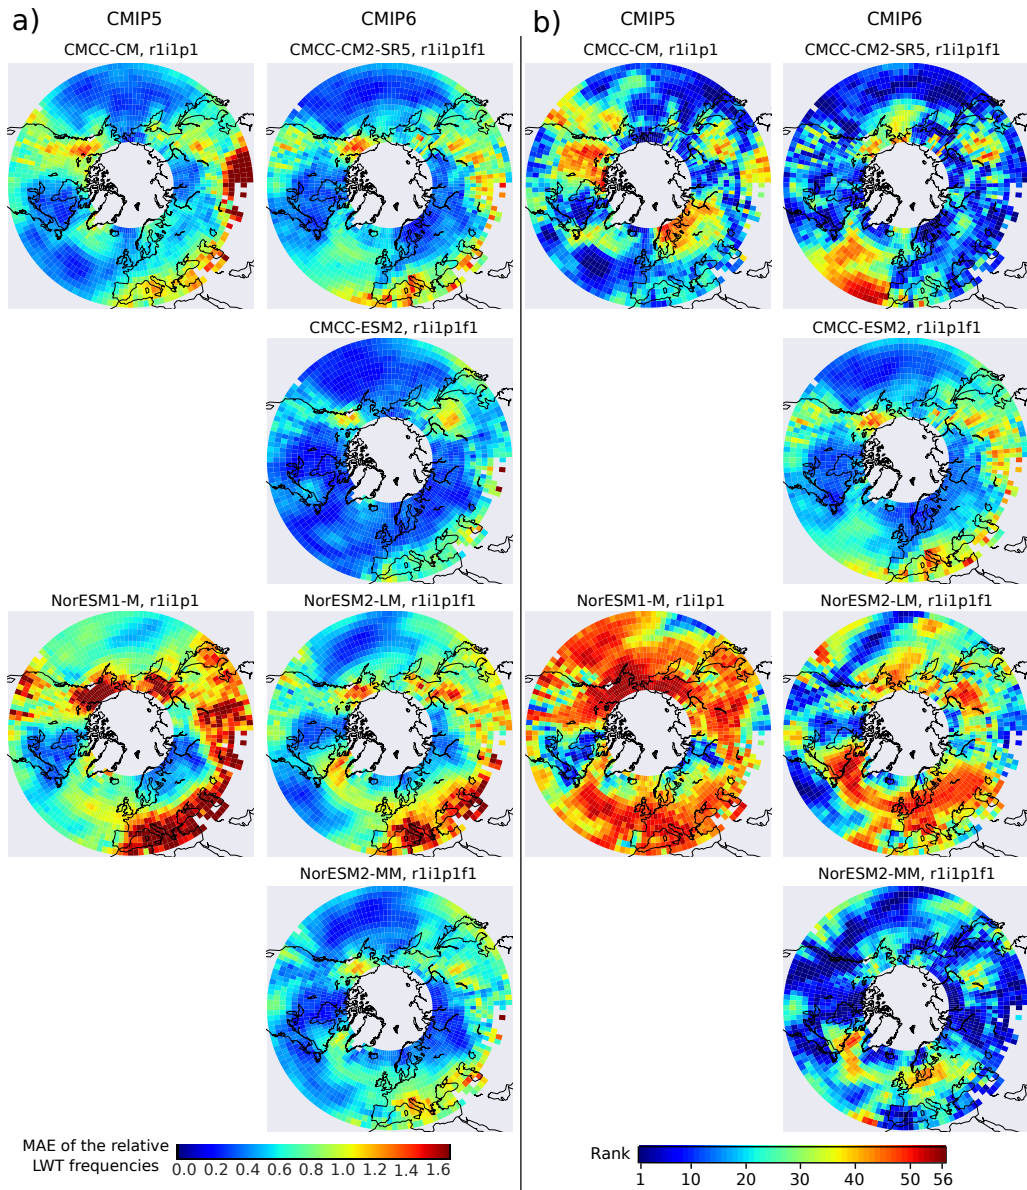 a)
CMIP5
CMIP6
b)
CMIP5
CMIP6
CMCC-CM, r1i1p1
CMCC-CM2-SR5, r1i1p1f1
CMCC-CM, r1i1p1
CMCC-CM2-SR5, r1i1p1f1
CMCC-ESM2, r1i1p1f1
CMCC-ESM2, r1i1p1f1
NorESM1-M, r1i1p1
NorESM2-LM, r1i1p1f1
NorESM1-M, r1i1p1
NorESM2-LM, r1i1p1f1
NorESM2-MM, r1i1p1f1
NorESM2-MM, r1i1p1f1
MAE of the relative
LWT frequencies
0.0 0.2 0.4 0.6 0.8 1.0 1.2 1.4 1.6
Rank
1 10 20 30 40 50 56